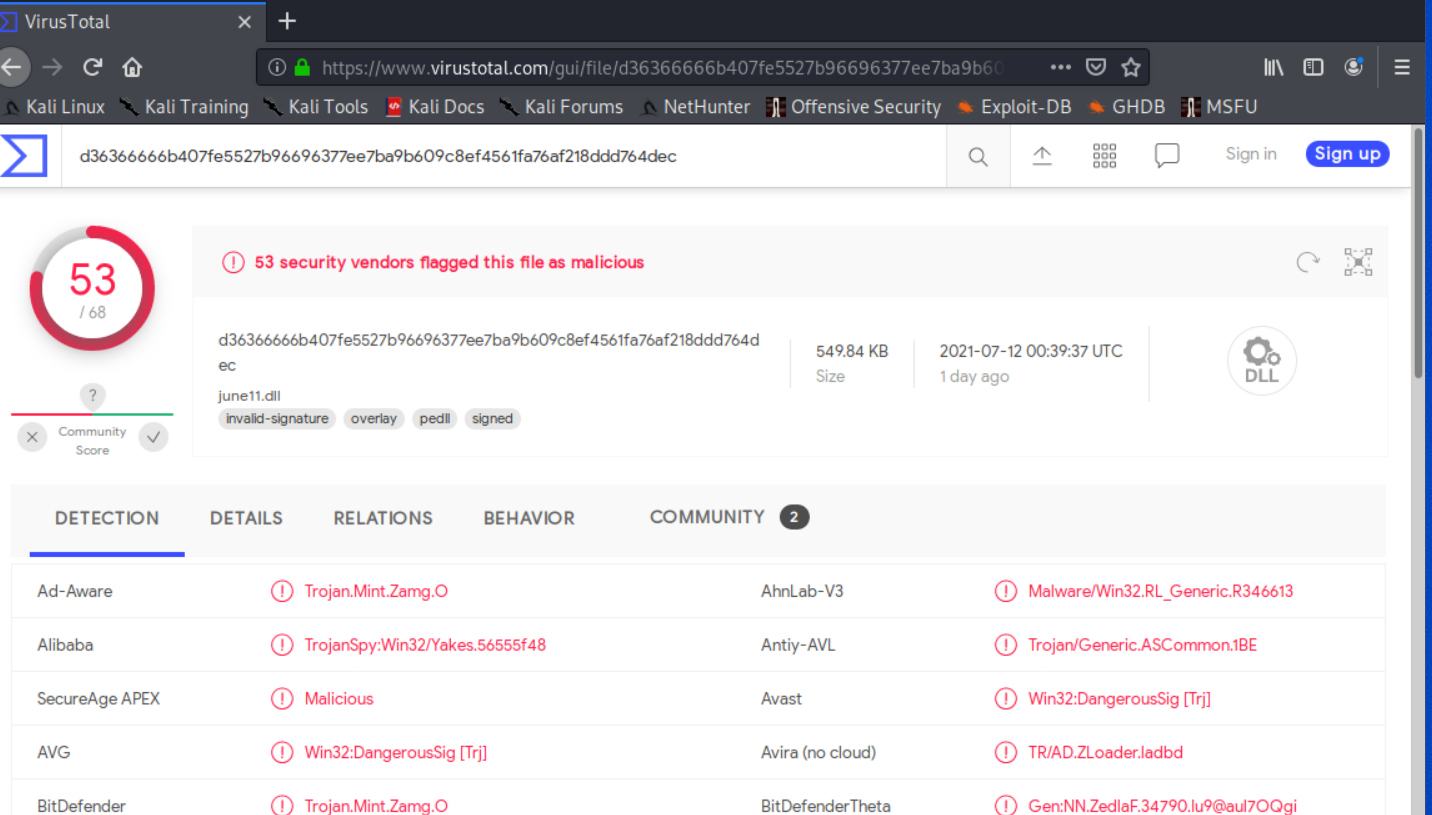 VirusTotal
https://www.virustotal.com/gui/file/d36366666b407fe5527b96696377ee7ba9b60
Kali Linux Kali Training Kali Tools Kali Docs Kali Forums NetHunter Offensive Security Exploit-DB GHDB MSFU
d36366666b407fe5527b96696377ee7ba9b609c8ef4561fa76af218ddd764dec
Sign in Sign up
53
/ 68
53 security vendors flagged this file as malicious
d36366666b407fe5527b96696377ee7ba9b609c8ef4561fa76af218ddd764d
ec
june11.dll
invalid-signature overlay pedll signed
549.84 KB
Size
2021-07-12 00:39:37 UTC
1 day ago
DLL
?
Community
Score
DETECTION DETAILS RELATIONS BEHAVIOR COMMUNITY 2
Ad-Aware Trojan.Mint.Zamg.O AhnLab-V3 Malware/Win32.RL_Generic.R346613
Alibaba TrojanSpy:Win32/Yakes.56555f48 Antiy-AVL Trojan/Generic.ASCommon.1BE
SecureAge APEX Malicious Avast Win32:DangerousSig [Trj]
AVG Win32:DangerousSig [Trj] Avira (no cloud) TR/AD.ZLoader.ladbd
BitDefender Trojan.Mint.Zamg.O BitDefenderTheta Gen:NN.ZedlaF.34790.Iu9@aul7OQgi